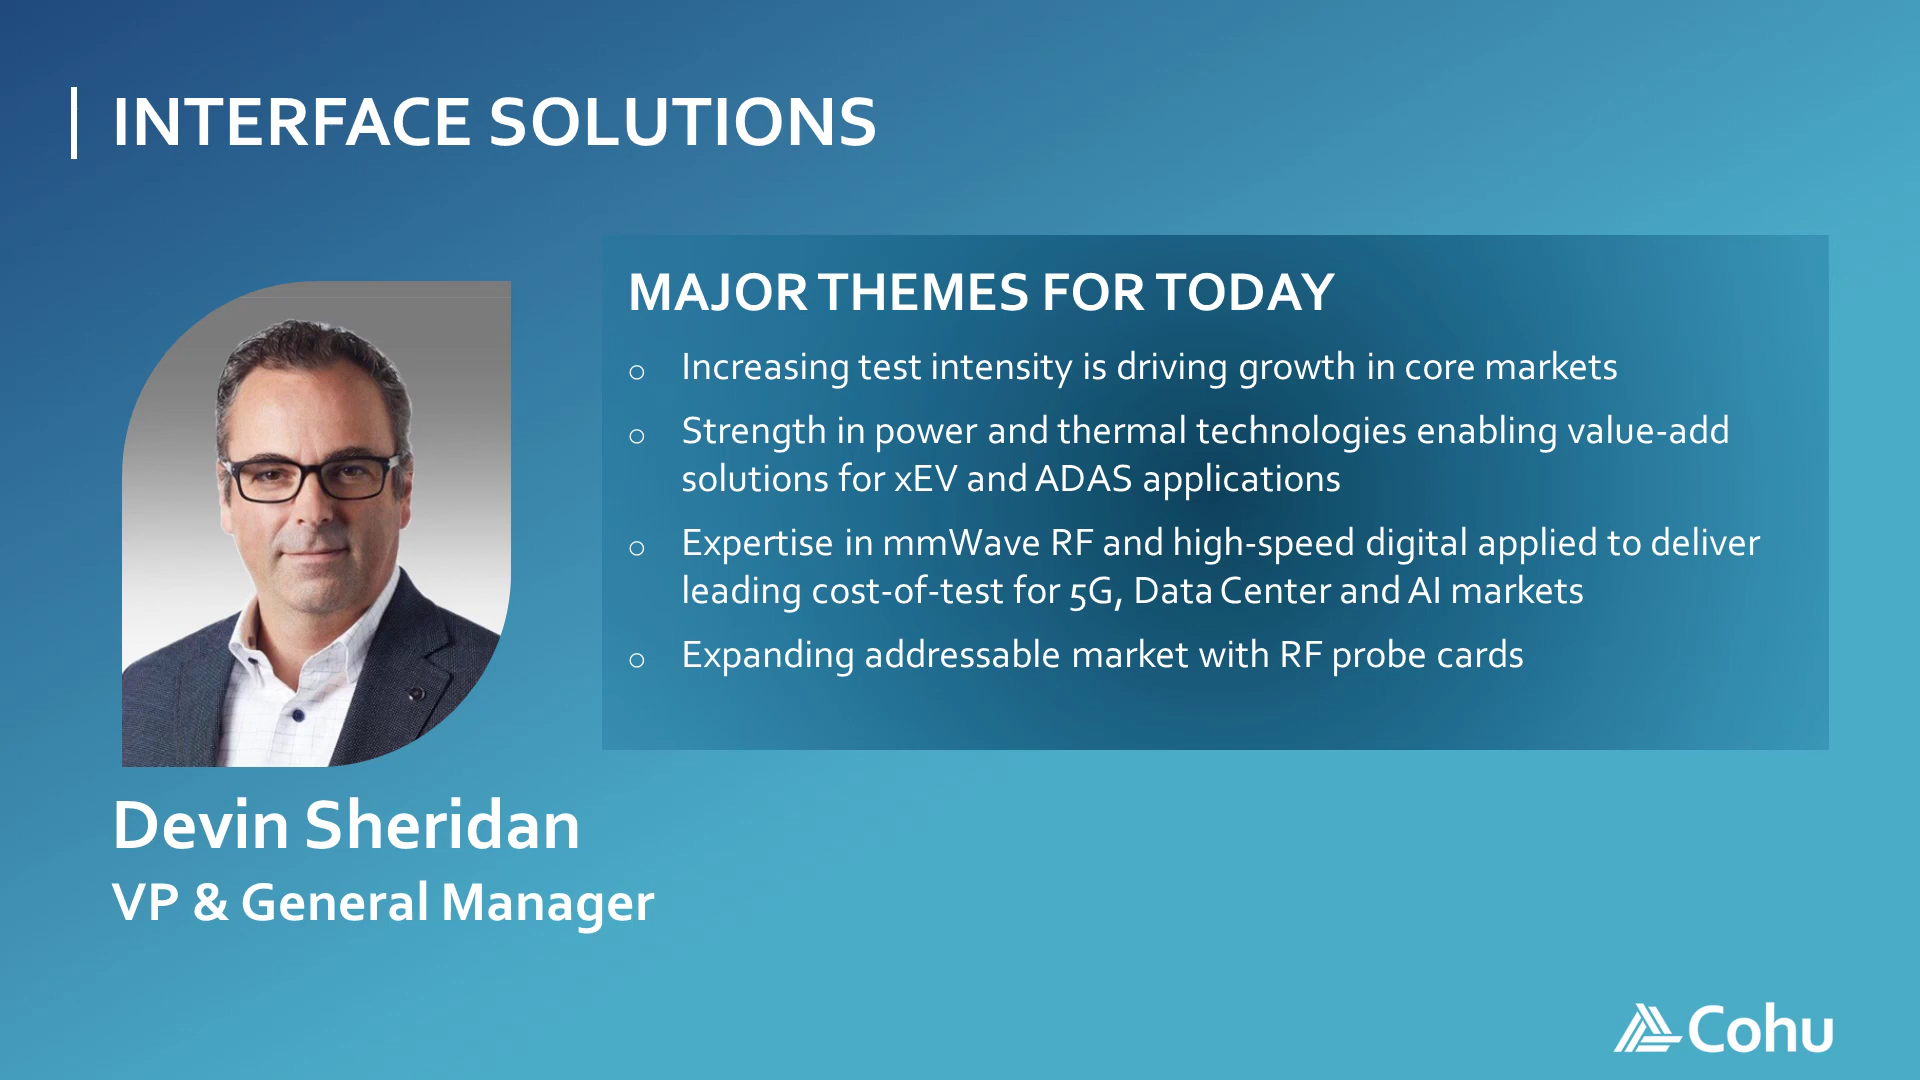 INTERFACE SOLUTIONS
MAJOR THEMES FOR TODAY
o Increasing test intensity is driving growth in core markets
o Strength in power and thermal technologies enabling value-add
solutions for xEV and ADAS applications
o Expertise in mmWave RF and high-speed digital applied to deliver
leading cost-of-test for 5G, Data Center and AI markets
o Expanding addressable market with RF probe cards
Devin Sheridan
VP & General Manager
Cohu